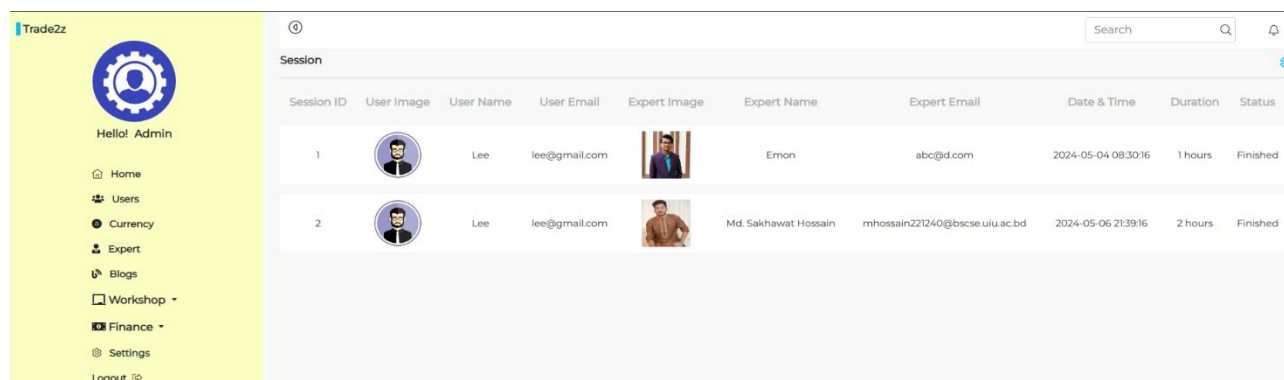 Trade2z
Search
Session
Hello! Admin
Home
Users
Currency
Expert
Blogs
Workshop
Finance
Settings
Logout
Session ID User Image User Name User Email Expert Image Expert Name Expert Email Date & Time Duration Status
1 Lee lee@gmail.com Emon abc@d.com 2024-05-04 08:30:16 1 hours Finished
2 Lee lee@gmail.com Md. Sakhawat Hossain mhossain221240@bscse.uiu.ac.bd 2024-05-06 21:39:16 2 hours Finished